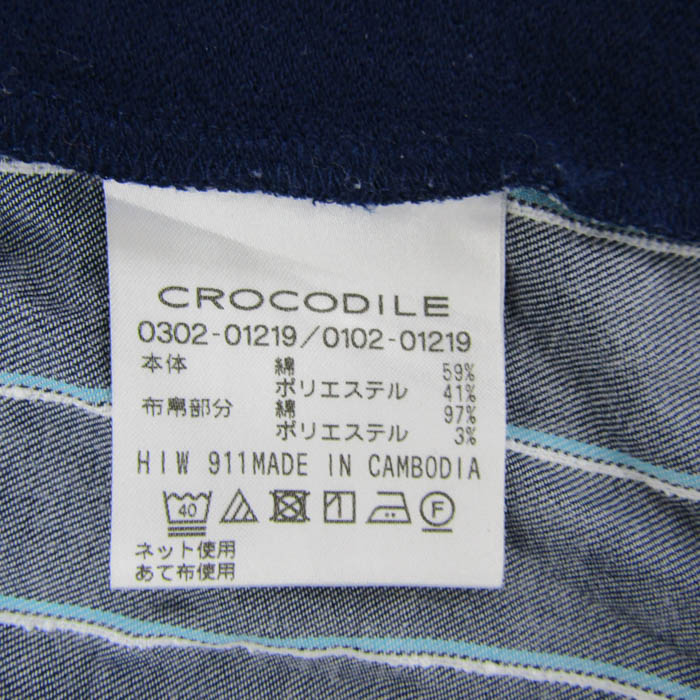 CROCODILE
0302-01219/0102-01219
本体 綿 59%
ポリエステル 41%
布帛部分 綿 97%
ポリエステル 3%
HIW 911MADE IN CAMBODIA
40 F
ネット使用
あて布使用